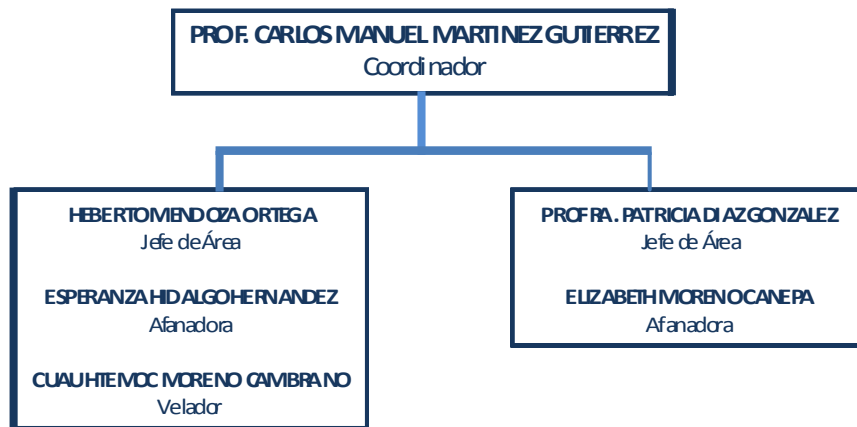 PROF. CARLOS MANUEL MARTINEZ GUTIERREZ
Coordinador
HEBERTO MENDOZA ORTEGA
Jefe de Área
ESPERANZA HIDALGO HERNANDEZ
Afanadora
CUAUHTEMOC MORENO CAMBRANO
Velador
PROFRA. PATRICIA DIAZ GONZALEZ
Jefe de Área
ELIZABETH MORENO CANEPA
Afanadora